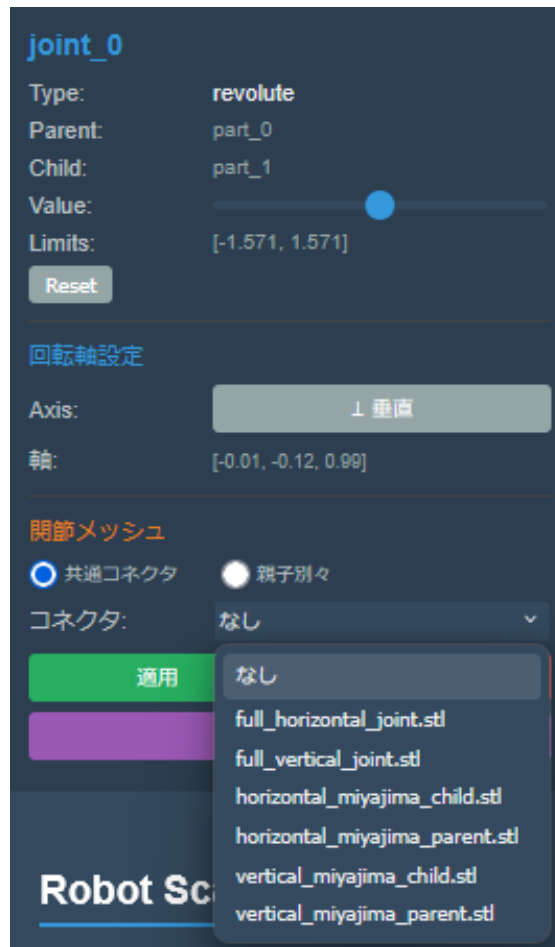 joint_0
Type: revolute
Parent: part_0
Child: part_1
Value:
Limits: [-1.571, 1.571]
Reset
回転軸設定
Axis: ⊥ 垂直
軸: [-0.01, -0.12, 0.99]
関節メッシュ
共通コネクタ 親子別々
コネクタ: なし
適用
なし
full_horizontal_joint.stl
full_vertical_joint.stl
horizontal_miyajima_child.stl
horizontal_miyajima_parent.stl
vertical_miyajima_child.stl
vertical_miyajima_parent.stl
Robot